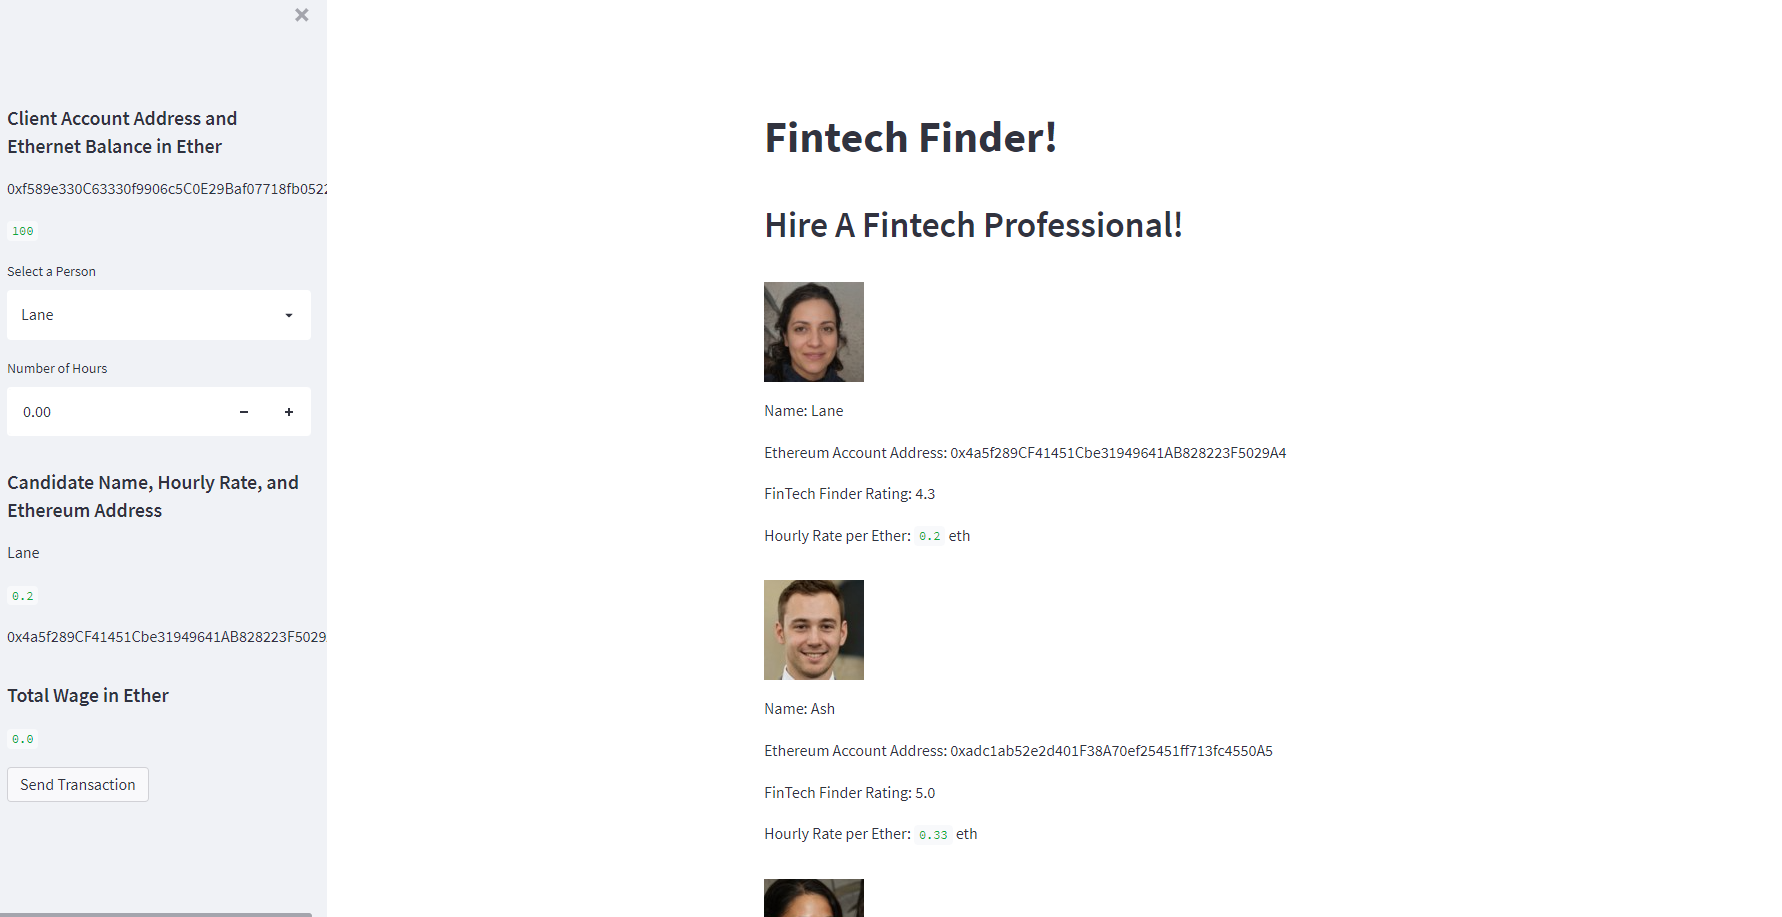 Client Account Address and
Ethernet Balance in Ether
0xf589e330C63330f9906c5C0E29Baf07718fb0522
100
Select a Person
Lane
Number of Hours
0.00
Candidate Name, Hourly Rate, and
Ethereum Address
Lane
0.2
0x4a5f289CF41451Cbe31949641AB828223F5029
Total Wage in Ether
0.0
Send Transaction
Fintech Finder!
Hire A Fintech Professional!
Name: Lane
Ethereum Account Address: 0x4a5f289CF41451Cbe31949641AB828223F5029A4
FinTech Finder Rating: 4.3
Hourly Rate per Ether: 0.2 eth
Name: Ash
Ethereum Account Address: 0xadc1ab52e2d401F38A70ef25451ff713fc4550A5
FinTech Finder Rating: 5.0
Hourly Rate per Ether: 0.33 eth